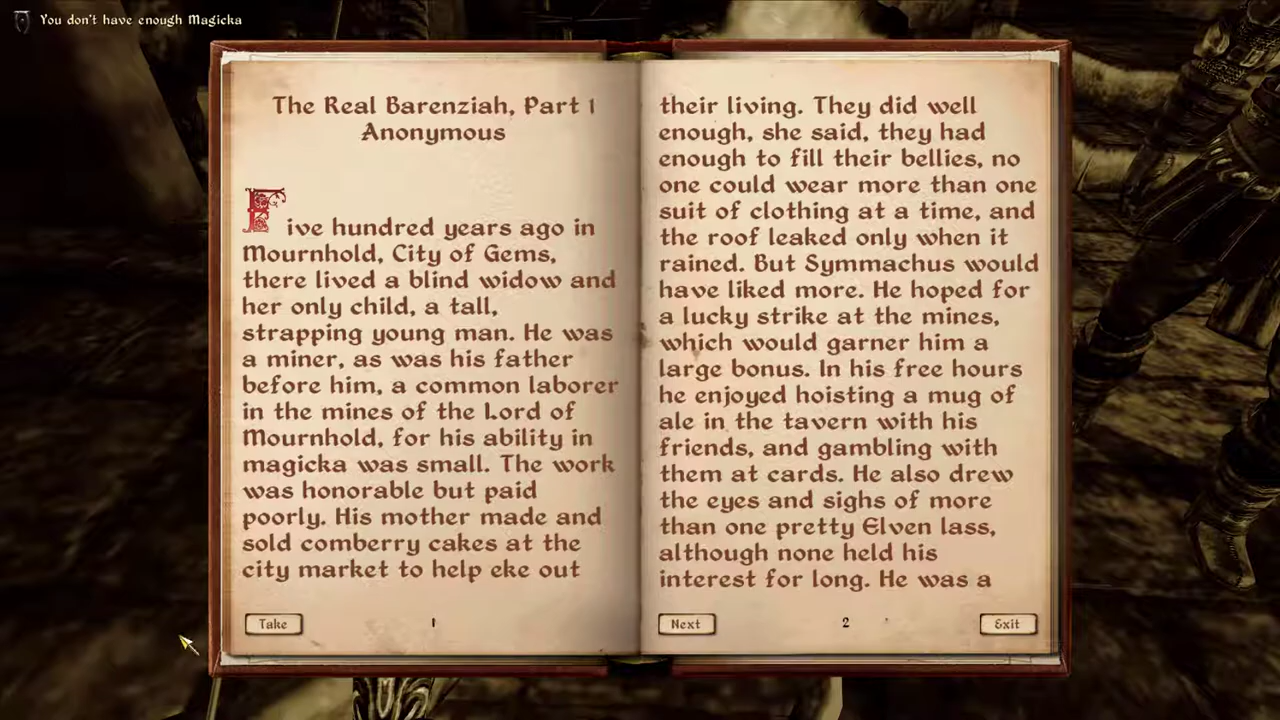 You don't have enough Magicka
The Real Barenziah, Part 1
Anonymous
Five hundred years ago in
Mournhold, City of Gems,
there lived a blind widow and
her only child, a tall,
strapping young man. He was
a miner, as was his father
before him, a common laborer
in the mines of the Lord of
Mournhold, for his ability in
magicka was small. The work
was honorable but paid
poorly. His mother made and
sold comberry cakes at the
city market to help eke out
Take
1
their living. They did well
enough, she said, they had
enough to fill their bellies, no
one could wear more than one
suit of clothing at a time, and
the roof leaked only when it
rained. But Symmachus would
have liked more. He hoped for
a lucky strike at the mines,
which would garner him a
large bonus. In his free hours
he enjoyed hoisting a mug of
ale in the tavern with his
friends, and gambling with
them at cards. He also drew
the eyes and sighs of more
than one pretty Elven lass,
although none held his
interest for long. He was a
Next
2
Exit